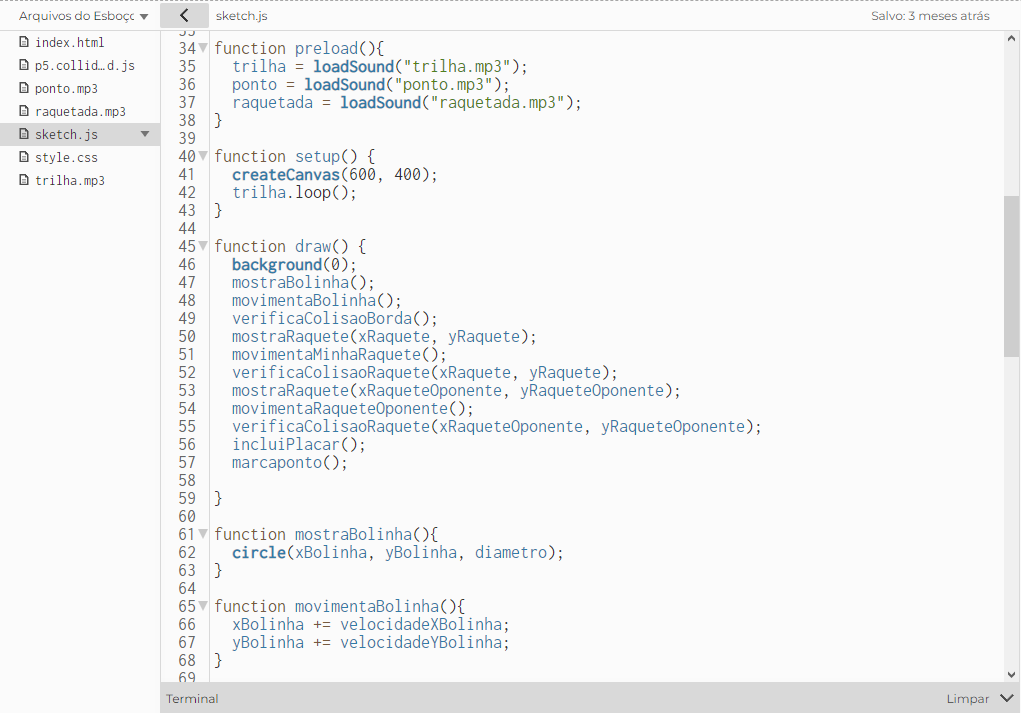 Arquivos do Esboço
sketch.js
Salvo: 3 meses atrás
index.html
p5.collid…d.js
ponto.mp3
raquetada.mp3
sketch.js
style.css
trilha.mp3
33
34 function preload(){
35   trilha = loadSound("trilha.mp3");
36   ponto = loadSound("ponto.mp3");
37   raquetada = loadSound("raquetada.mp3");
38 }
39
40 function setup() {
41   createCanvas(600, 400);
42   trilha.loop();
43 }
44
45 function draw() {
46   background(0);
47   mostraBolinha();
48   movimentaBolinha();
49   verificaColisaoBorda();
50   mostraRaquete(xRaquete, yRaquete);
51   movimentaMinhaRaquete();
52   verificaColisaoRaquete(xRaquete, yRaquete);
53   mostraRaquete(xRaqueteOponente, yRaqueteOponente);
54   movimentaRaqueteOponente();
55   verificaColisaoRaquete(xRaqueteOponente, yRaqueteOponente);
56   incluiPlacar();
57   marcaponto();
58
59 }
60
61 function mostraBolinha(){
62   circle(xBolinha, yBolinha, diametro);
63 }
64
65 function movimentaBolinha(){
66   xBolinha += velocidadeXBolinha;
67   yBolinha += velocidadeYBolinha;
68 }
69
Terminal
Limpar